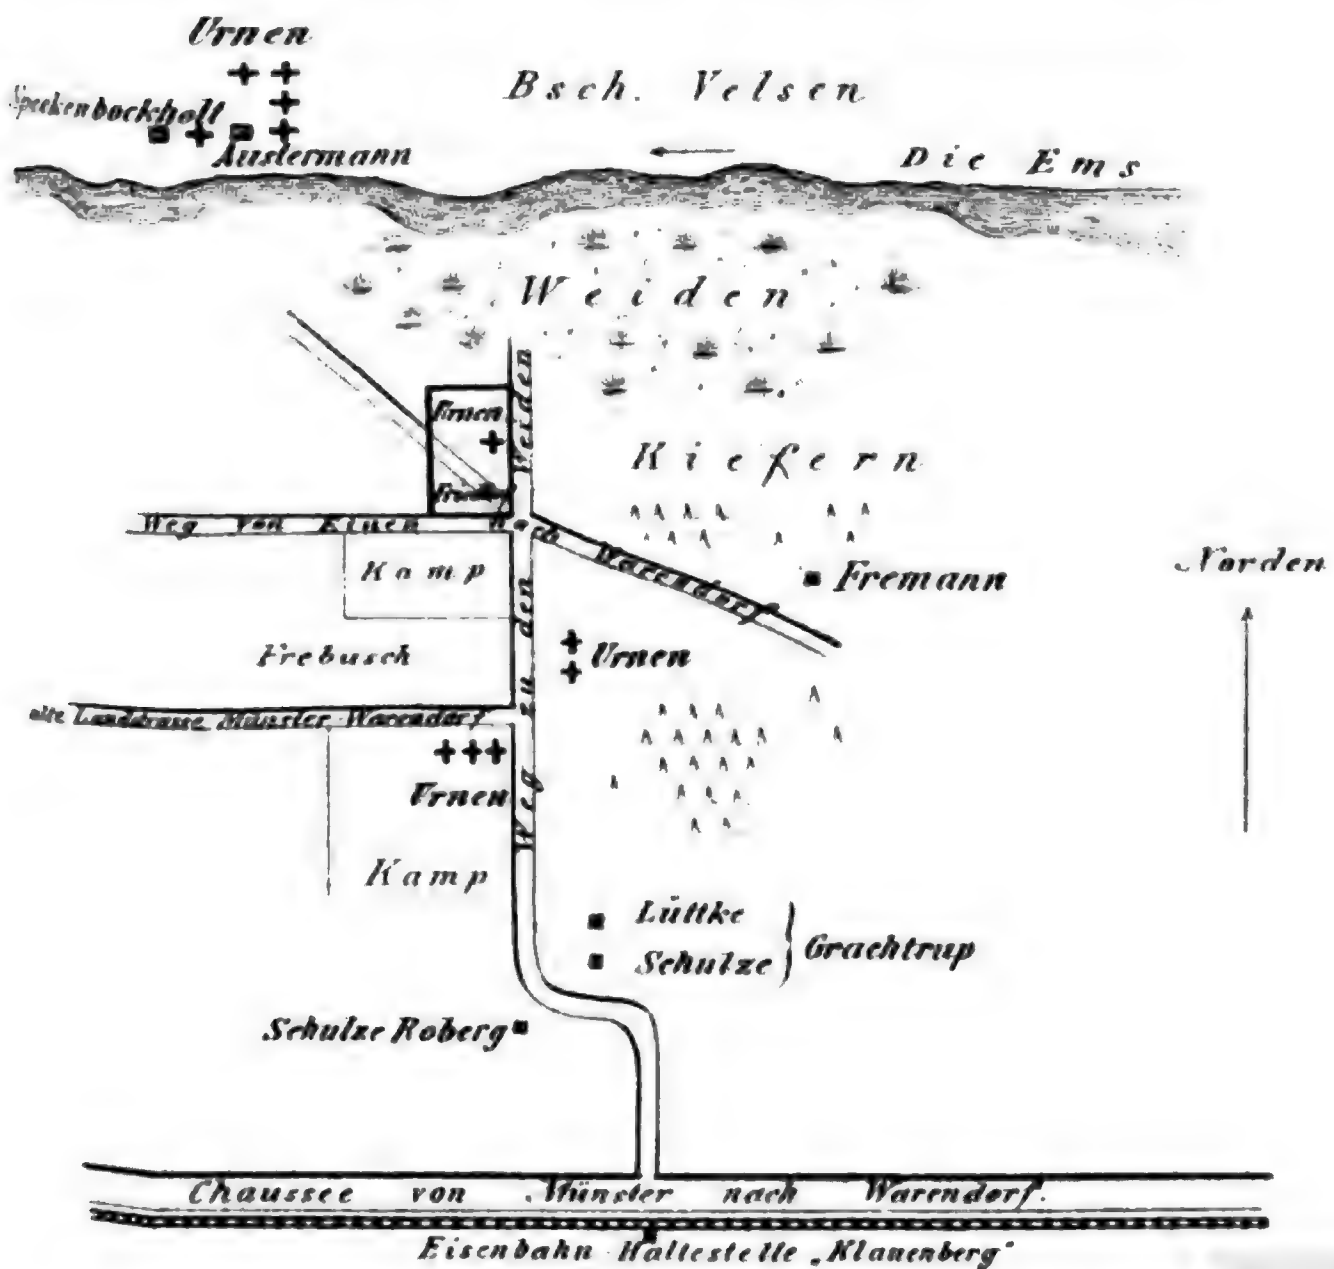 Urnen
Bsch. Velsen
Speckenbockholt
Austermann
Die Ems
Weiden
Urnen
Kiefern
Weg von Einen nach Warendorf
Norden
Kamp
Fremann
Frebusch
Urnen
alte Landstrasse Münster-Warendorf
Weg zu den Weiden
Urnen
Kamp
Lüttke
Schulze
Grachtrup
Schulze Roberg
Chaussee von Münster nach Warendorf.
Eisenbahn Haltestelle „Klauenberg“